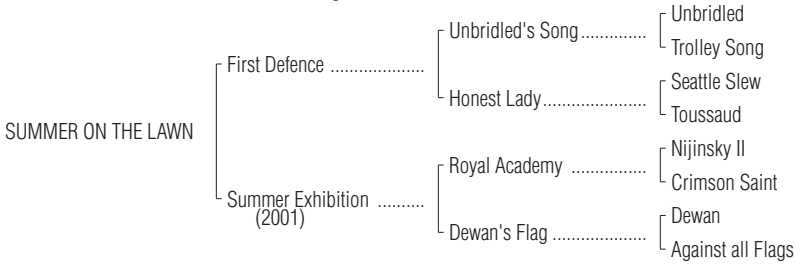 Unbridled
Unbridled's Song..............
Trolley Song
First Defence .....................
Seattle Slew
Honest Lady......................
Toussaud
SUMMER ON THE LAWN
Nijinsky II
Royal Academy ................
Crimson Saint
Summer Exhibition ..........
(2001)
Dewan
Dewan's Flag ....................
Against all Flags